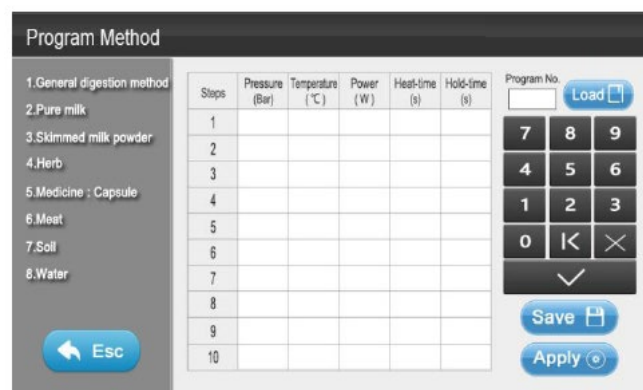 Program Method
1.General digestion method
2.Pure milk
3.Skimmed milk powder
4.Herb
5.Medicine : Capsule
6.Meat
7.Soil
8.Water
Esc
Steps
Pressure
(Bar)
Temperature
(℃)
Power
(W)
Heat-time
(s)
Hold-time
(s)
1
2
3
4
5
6
7
8
9
10
Program No.
Load
7 8 9
4 5 6
1 2 3
0
Save
Apply